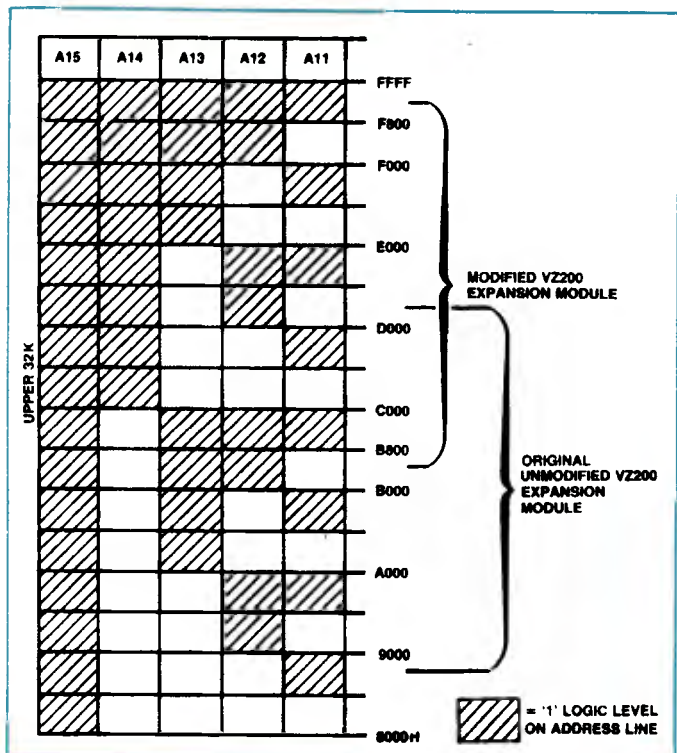 A15 A14 A13 A12 A11
FFFF
F800
F000
E000
MODIFIED VZ200
EXPANSION MODULE
D000
UPPER 32K
C000
B800
ORIGINAL
UNMODIFIED VZ200
EXPANSION
MODULE
B000
A000
9000
= '1' LOGIC LEVEL
ON ADDRESS LINE
8000H